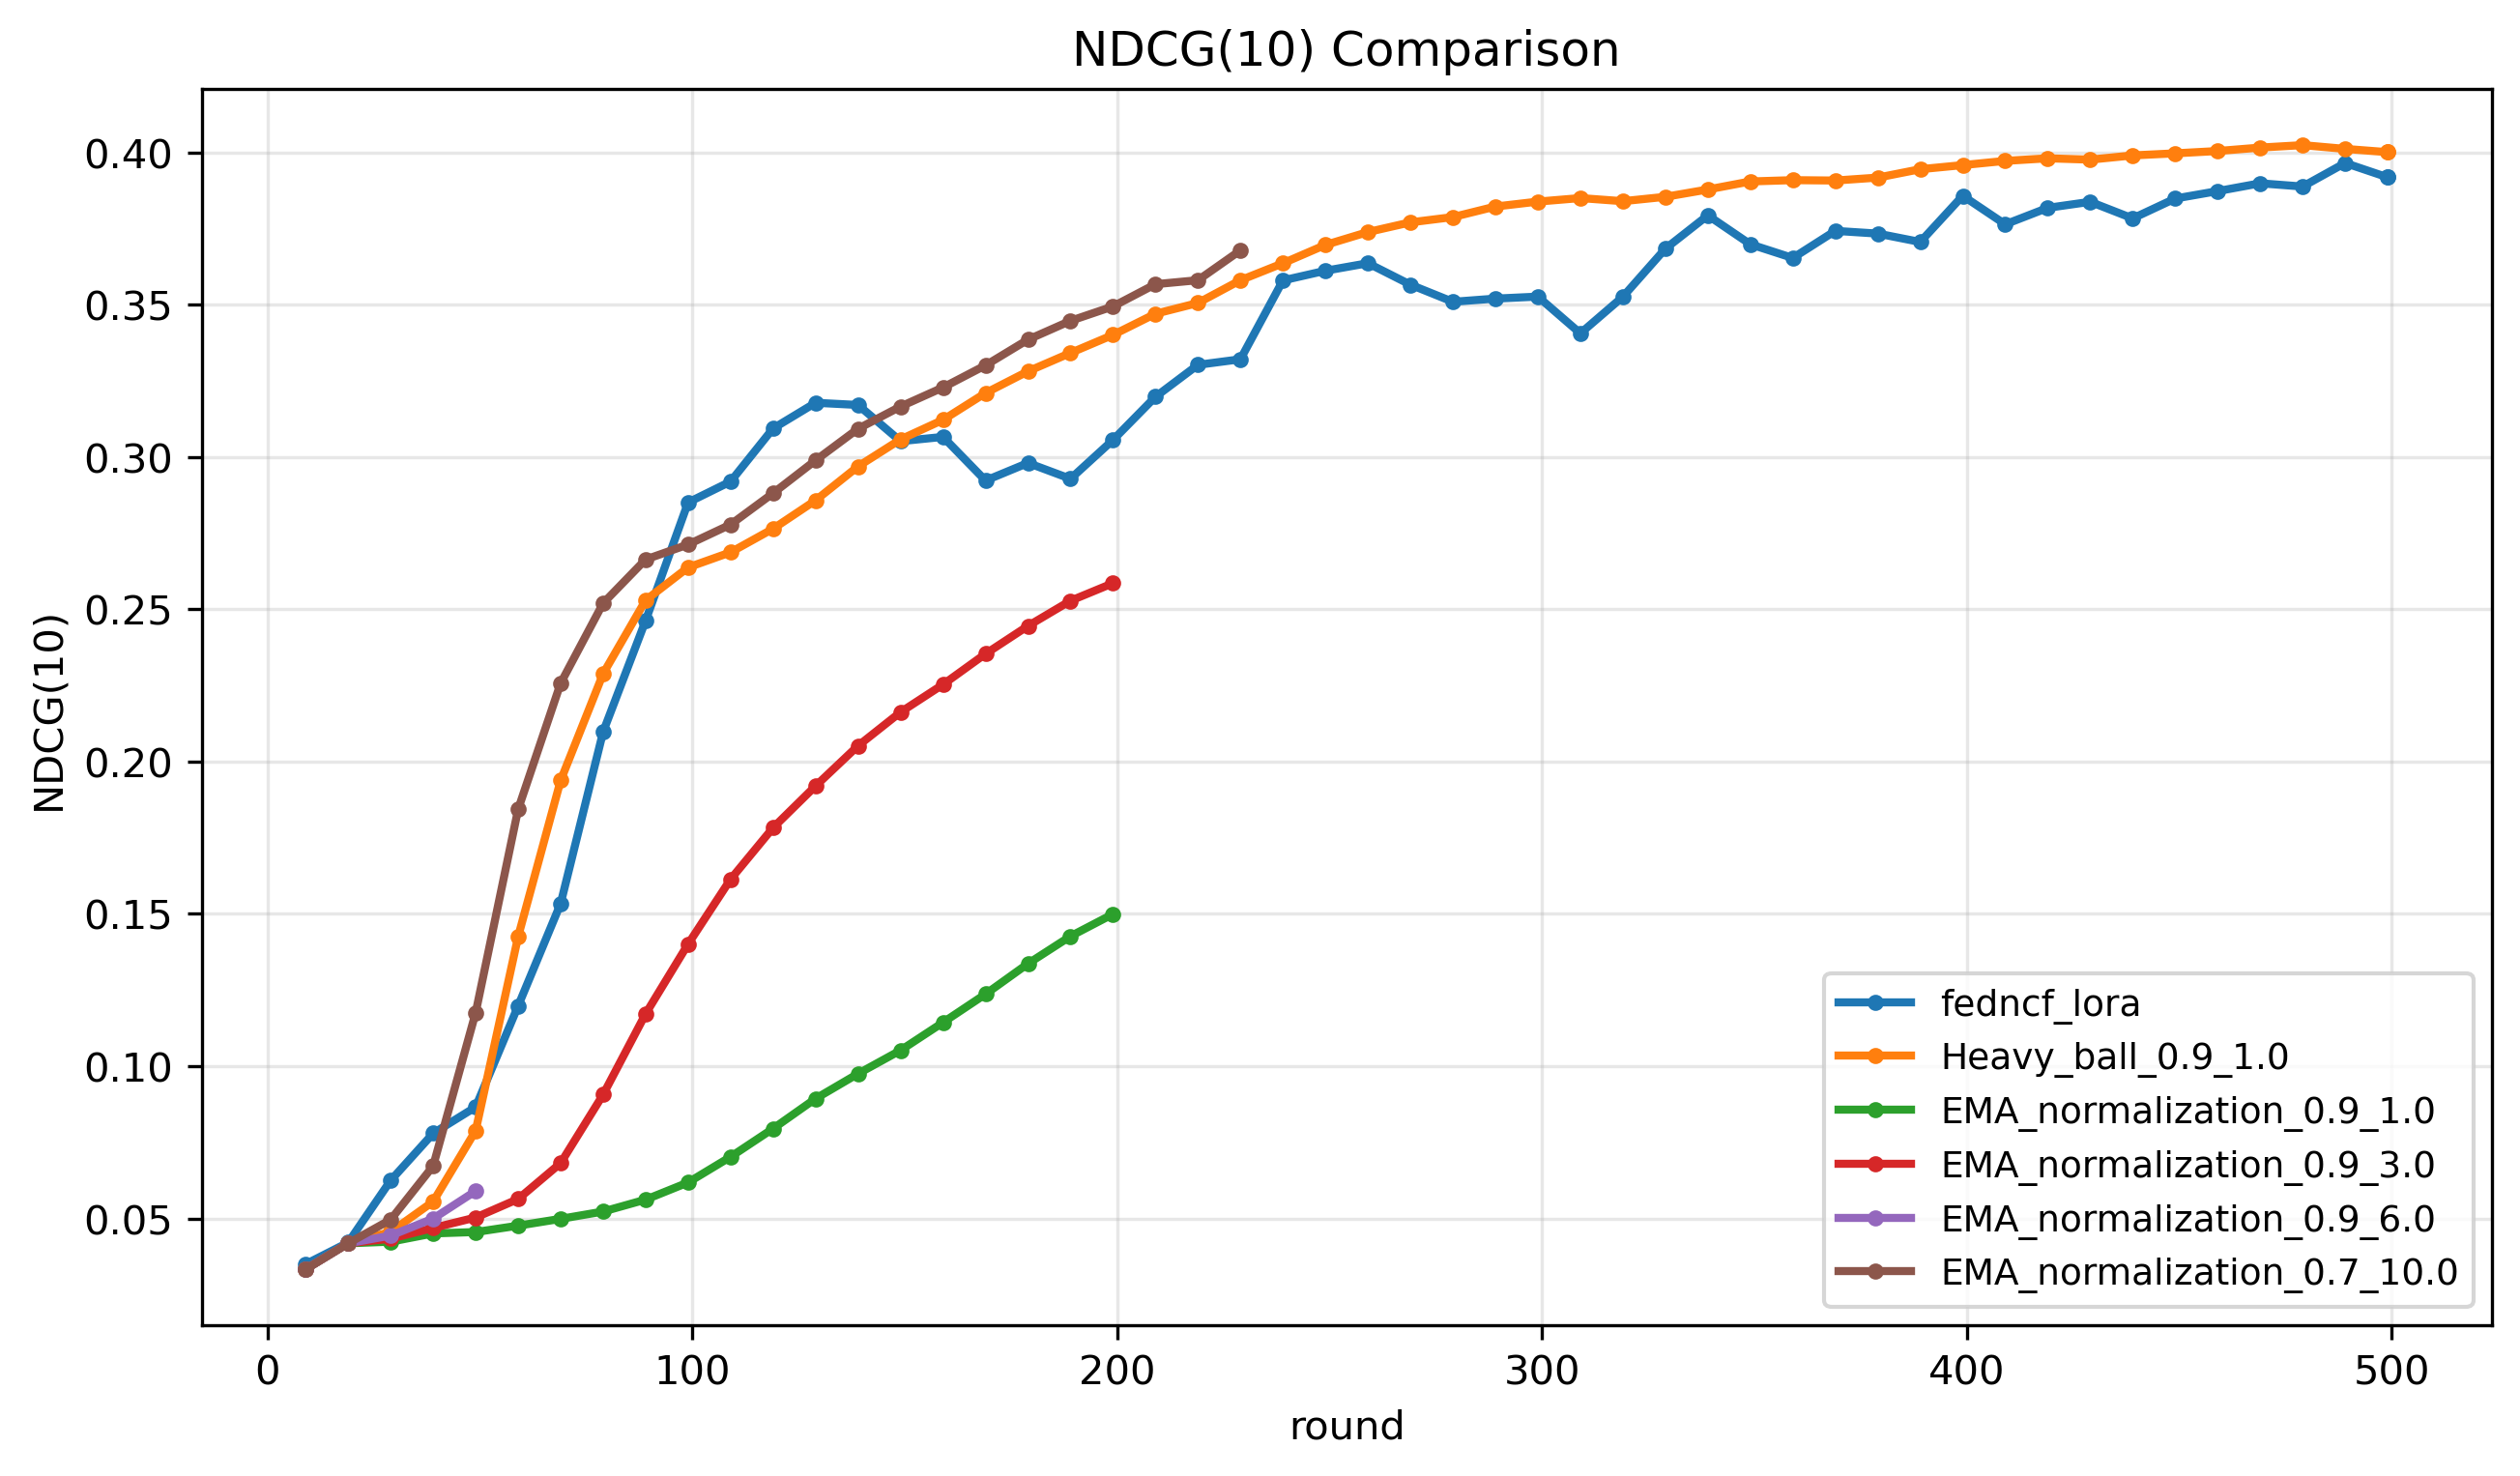 NDCG(10) Comparison
NDCG(10)
0.40
0.35
0.30
0.25
0.20
0.15
0.10
0.05
0 100 200 300 400 500
round
fedncf_lora
Heavy_ball_0.9_1.0
EMA_normalization_0.9_1.0
EMA_normalization_0.9_3.0
EMA_normalization_0.9_6.0
EMA_normalization_0.7_10.0